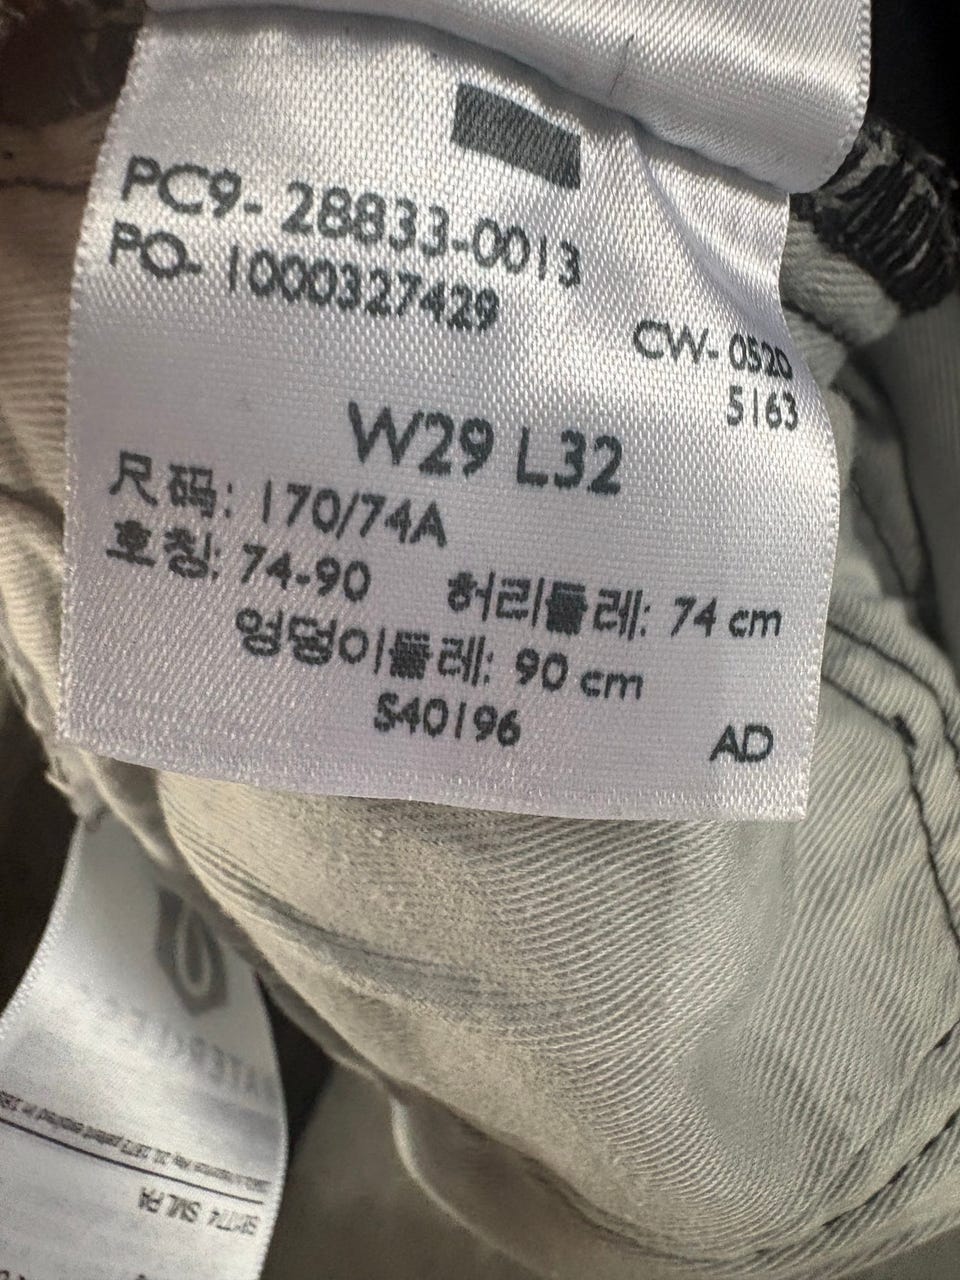 PC9- 28833-0013
PO- 1000327429
CW- 0520
5163
W29 L32
尺码: 170/74A
호칭: 74-90 허리둘레: 74 cm
엉덩이둘레: 90 cm
S40196
AD